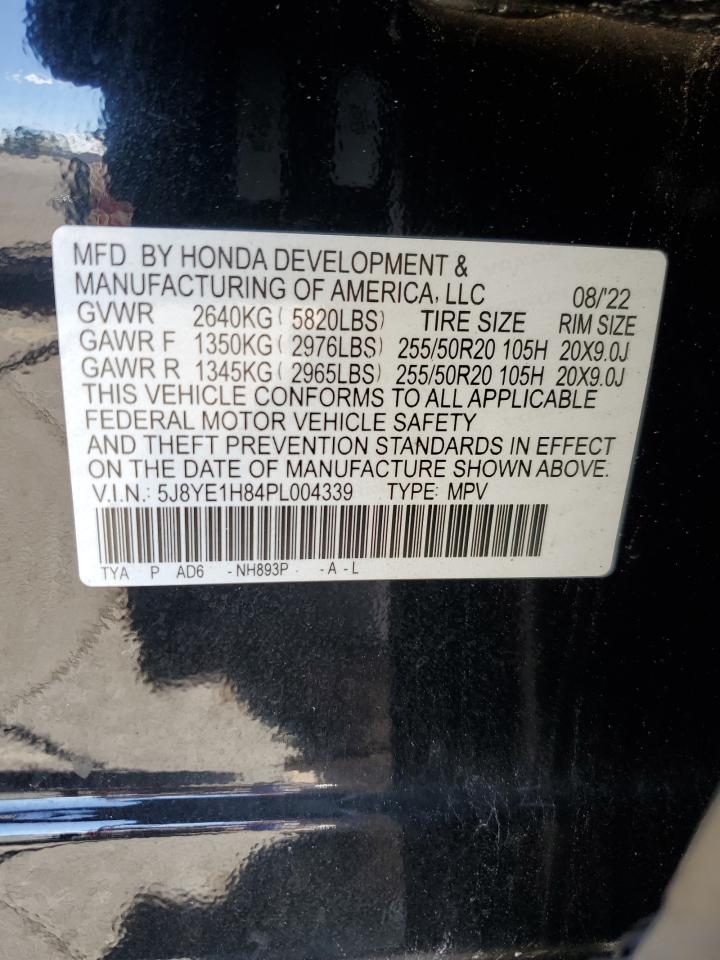 MFD BY HONDA DEVELOPMENT &
MANUFACTURING OF AMERICA, LLC 08/'22
GVWR 2640KG( 5820LBS) TIRE SIZE RIM SIZE
GAWR F 1350KG( 2976LBS) 255/50R20 105H 20X9.0J
GAWR R 1345KG( 2965LBS) 255/50R20 105H 20X9.0J
THIS VEHICLE CONFORMS TO ALL APPLICABLE
FEDERAL MOTOR VEHICLE SAFETY
AND THEFT PREVENTION STANDARDS IN EFFECT
ON THE DATE OF MANUFACTURE SHOWN ABOVE.
V.I.N.: 5J8YE1H84PL004339 TYPE: MPV
TYA P AD6 -NH893P -A-L